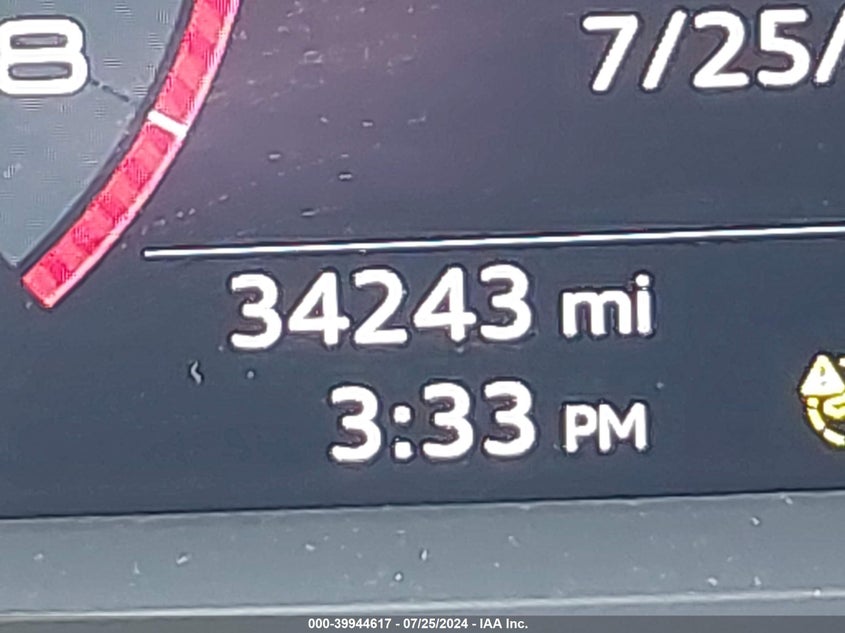 8
7/25/
34243 mi
3:33 PM
000-39944617 - 07/25/2024 - IAA Inc.